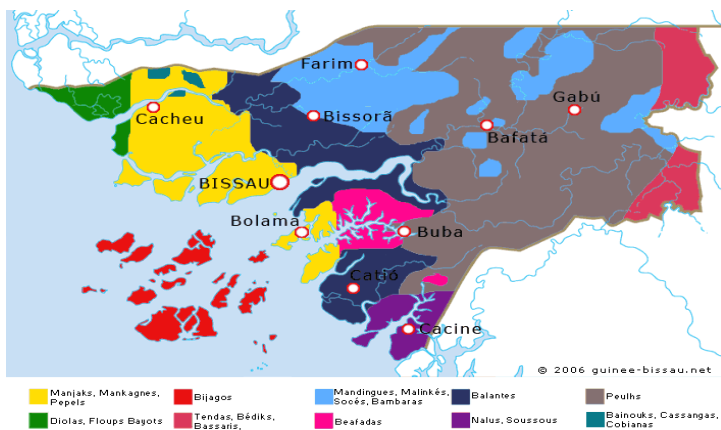 Farim
Gabú
Cacheu
Bissorã
Bafatá
BISSAU
Bolama
Buba
Catió
Cacine
© 2006 guinee-bissau.net
Manjaks, Mankagnes,
Pepels
Bijagos
Mandingues, Malinkés,
Socés, Bambaras
Balantes
Peulhs
Diolas, Floups Bagots
Tendas, Bédiks,
Bassaris,
Beafadas
Nalus, Soussous
Bainouks, Cassangas,
Cobianas